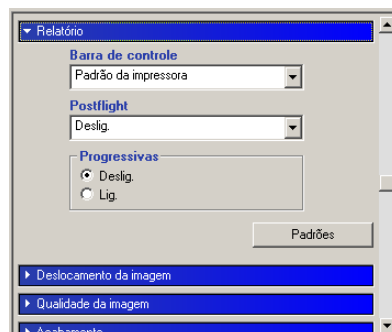 Relatório
Barra de controle
Padrão da impressora
Postflight
Deslig.
Progressivas
Deslig.
Lig.
Padrões
Deslocamento da imagem
Qualidade da imagem
Acabamento